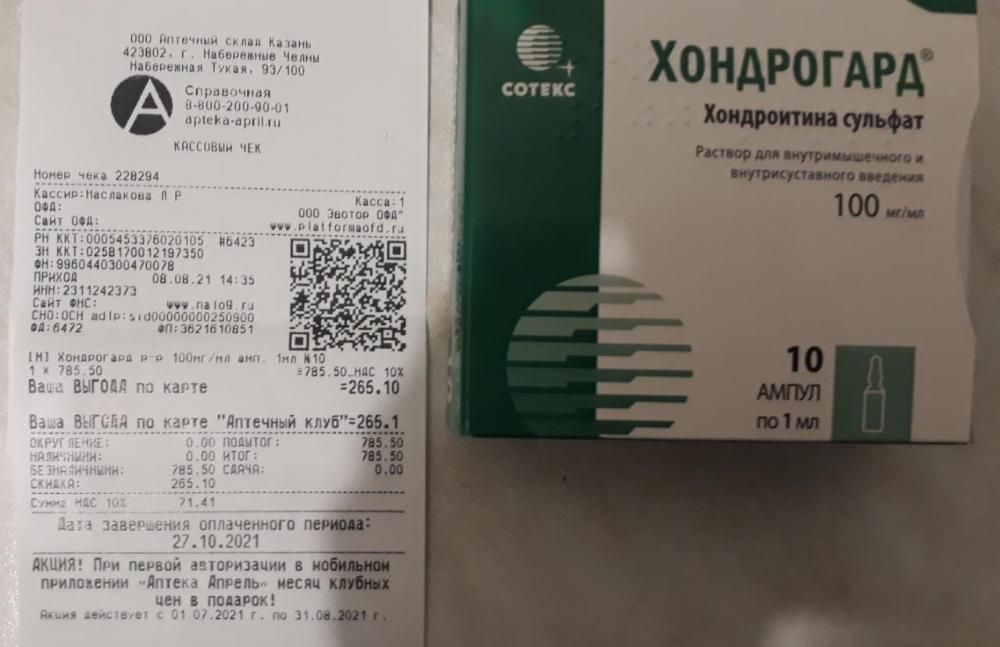 ООО Аптечный склад Казань
423802. г. Набережные Челны
Набережная Тукая, 93/100
А
Справочная
8-800-200-90-01
apteka-april.ru
КАССОВЫЙ ЧЕК
Номер чека 228294
Кассир:Маслакова Л Р Касса:1
ОФД: ООО Эвотор ОФД"
Сайт ОФД: www.platformaofd.ru
РН ККТ:0005453376020105 #6423
ЗН ККТ:0258170012197350
ФН:9960440300470078
ПРИХОД 08.08.21 14:35
ИНН:2311242373
Сайт ФНС: www.nalog.ru
СНО:ОСН mdlp:sid00000000250900
ФД:6472 ФП:3621610851
[М] Хондрогард р-р 100мг/мл амп. 1мл N10
1 x 785.50 =785.50_НДС 10%
Ваша ВЫГОДА по карте =265.10
Ваша ВЫГОДА по карте "Аптечный клуб"=265.1
ОКРУГЛЕНИЕ: 0.00 ПОДЫТОГ: 785.50
НАЛИЧНЫМИ: 0.00 ИТОГ: 785.50
БЕЗНАЛИЧНЫМИ: 785.50 СДАЧА: 0.00
СКИДКА: 265.10
Сумма НДС 10% 71.41
Дата завершения оплаченного периода:
27.10.2021
АКЦИЯ! При первой авторизации в мобильном
приложении «Аптека Апрель» месяц клубных
цен в подарок!
Акция действует с 01.07.2021 г. по 31.08.2021 г.
СОТЕКС
ХОНДРОГАРД®
Хондроитина сульфат
Раствор для внутримышечного и
внутрисуставного введения
100 мг/мл
10
АМПУЛ
по 1 мл